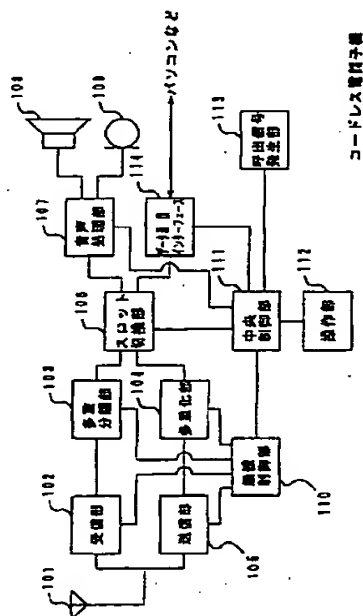 101
102
受信部
103
多重
分離部
104
多重化部
105
送信部
106
スロット
切換部
107
音声
処理部
108
109
114
データ通信
インターフェース
パソコンなど
110
無線
制御部
111
中央
制御部
112
操作部
113
呼出信号
発生部
コードレス電話子機